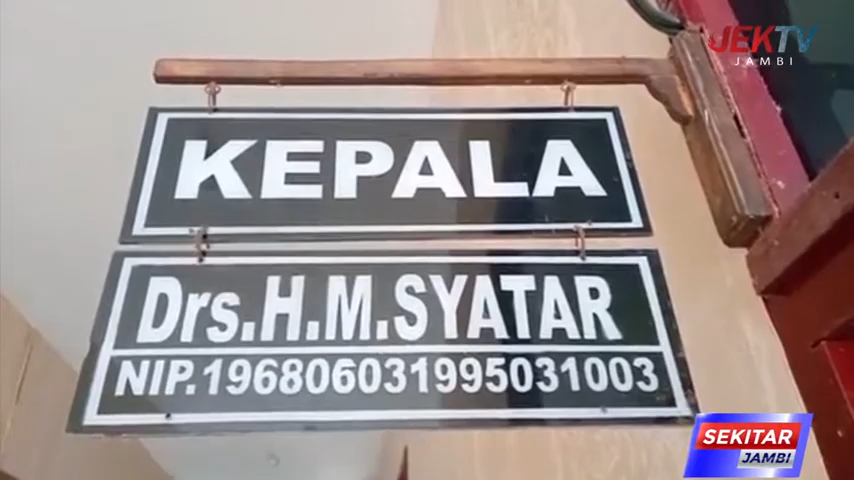 JEKTV
JAMBI
KEPALA
Drs.H.M.SYATAR
NIP.196806031995031003
SEKITAR
JAMBI